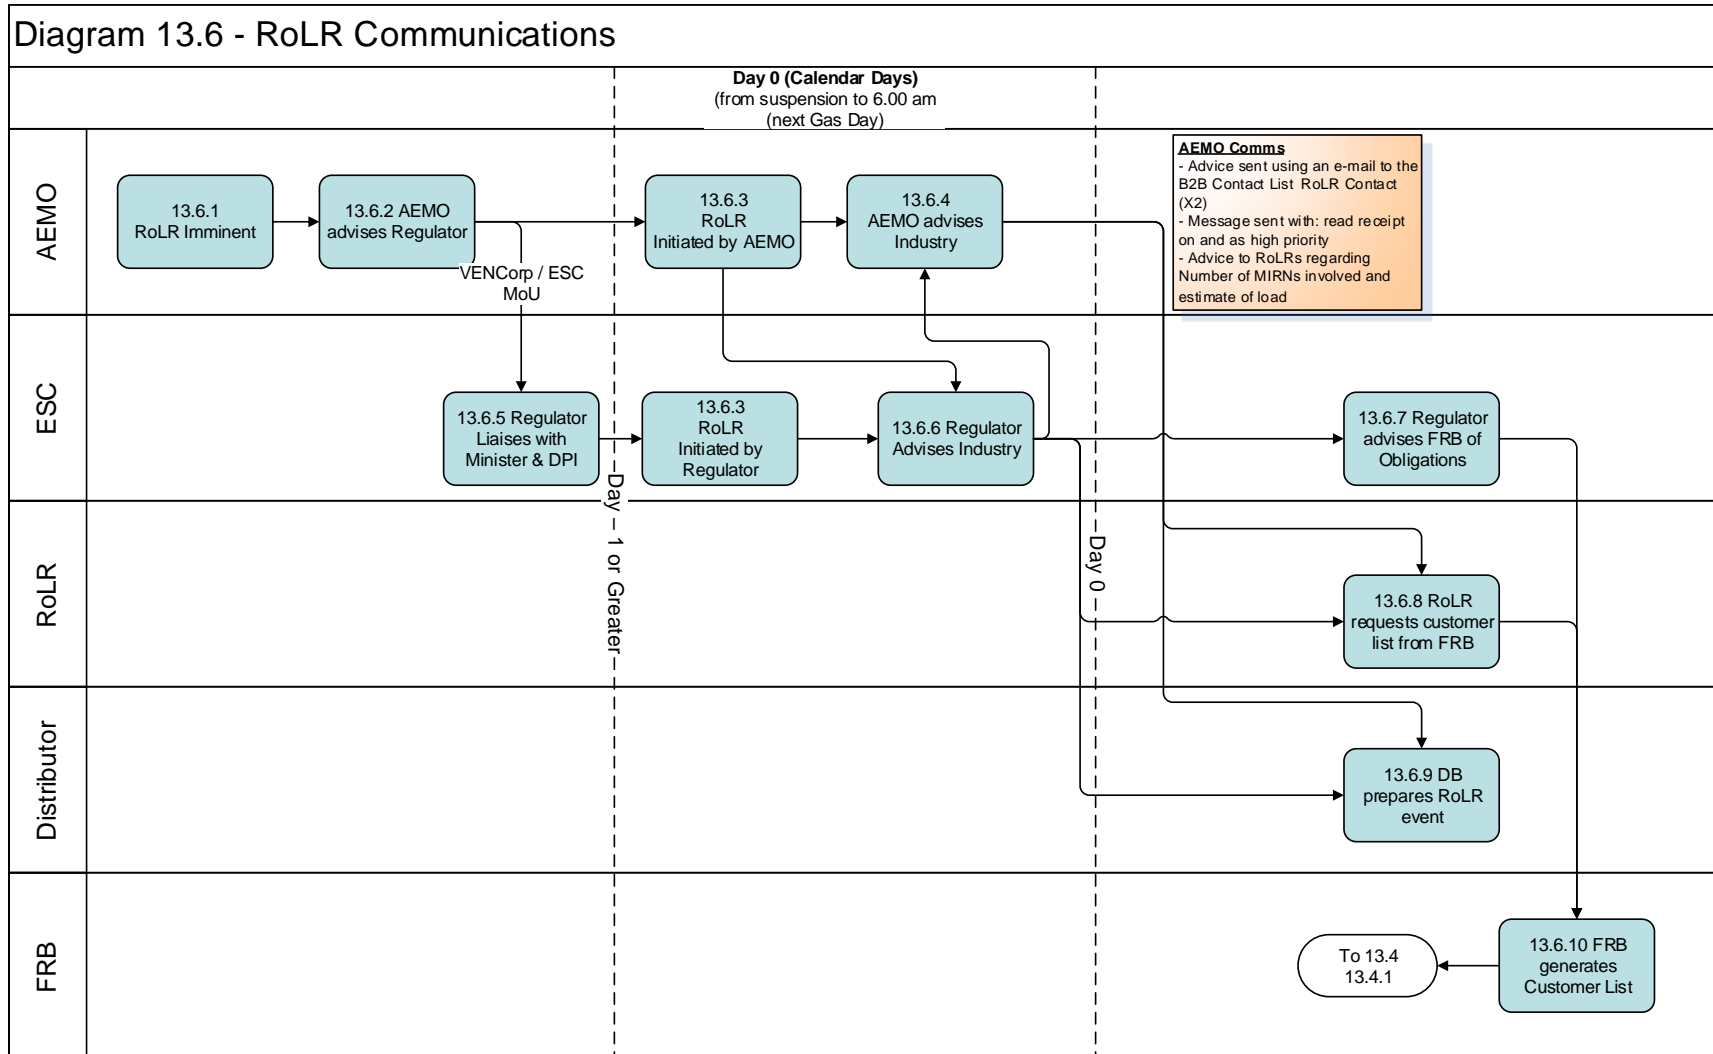 Diagram 13.6 - RoLR Communications
Day 0 (Calendar Days)
(from suspension to 6.00 am
(next Gas Day)
AEMO
13.6.1
RoLR Imminent
13.6.2 AEMO
advises Regulator
13.6.3
RoLR
Initiated by AEMO
13.6.4
AEMO advises
Industry
AEMO Comms
- Advice sent using an e-mail to the
B2B Contact List RoLR Contact
(X2)
- Message sent with: read receipt
on and as high priority
- Advice to RoLRs regarding
Number of MIRNs involved and
estimate of load
VENCorp / ESC
MoU
ESC
13.6.5 Regulator
Liaises with
Minister & DPI
13.6.3
RoLR
Initiated by
Regulator
13.6.6 Regulator
Advises Industry
13.6.7 Regulator
advises FRB of
Obligations
Day - 1 or Greater
Day 0
RoLR
13.6.8 RoLR
requests customer
list from FRB
Distributor
13.6.9 DB
prepares RoLR
event
FRB
To 13.4
13.4.1
13.6.10 FRB
generates
Customer List